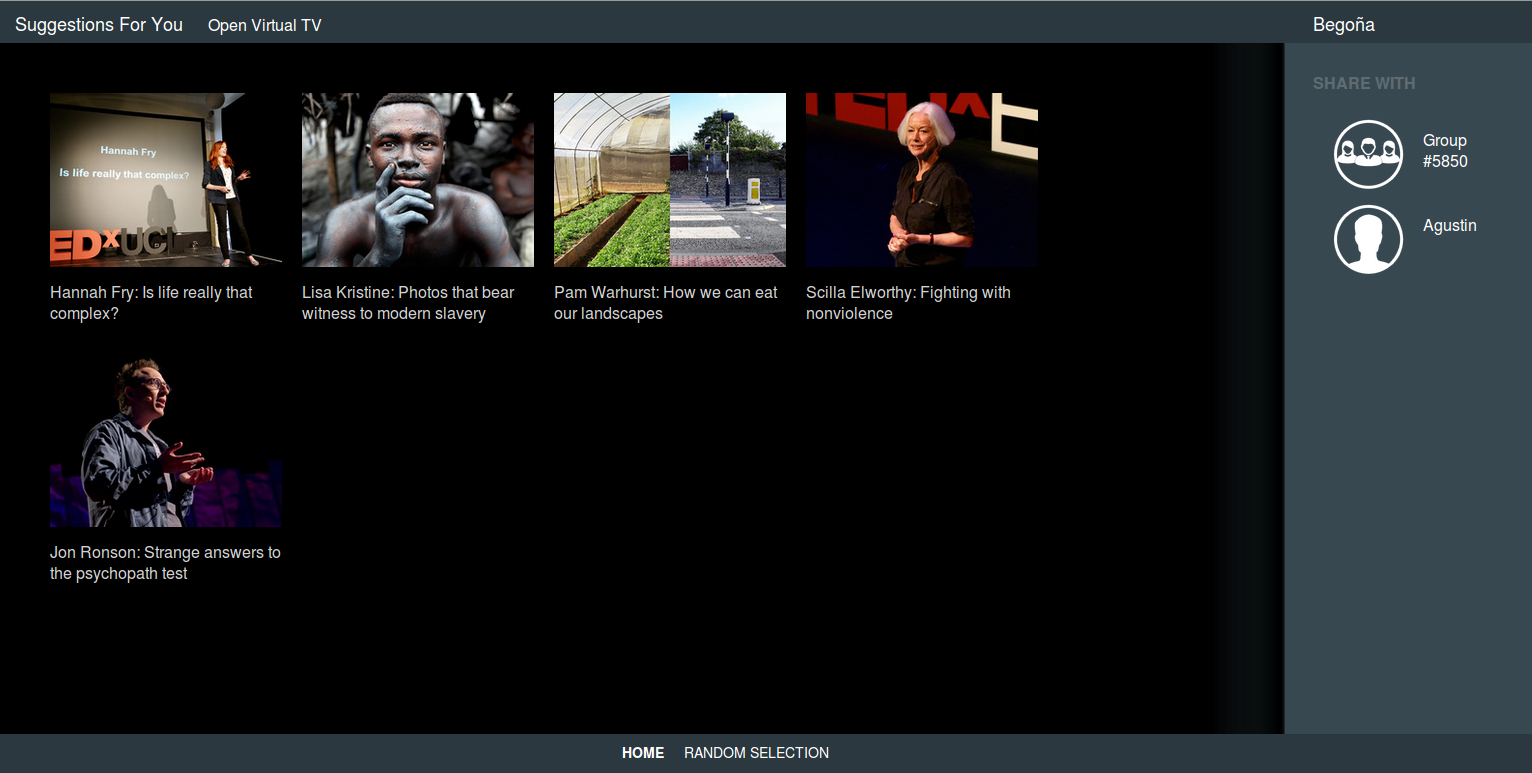 Suggestions For You Open Virtual TV Begoña
SHARE WITH
Group
#5850
Agustin
Hannah Fry
Is life really that complex?
EDxUCL
TEDx
Hannah Fry: Is life really that
complex?
Lisa Kristine: Photos that bear
witness to modern slavery
Pam Warhurst: How we can eat
our landscapes
Scilla Elworthy: Fighting with
nonviolence
Jon Ronson: Strange answers to
the psychopath test
HOME RANDOM SELECTION